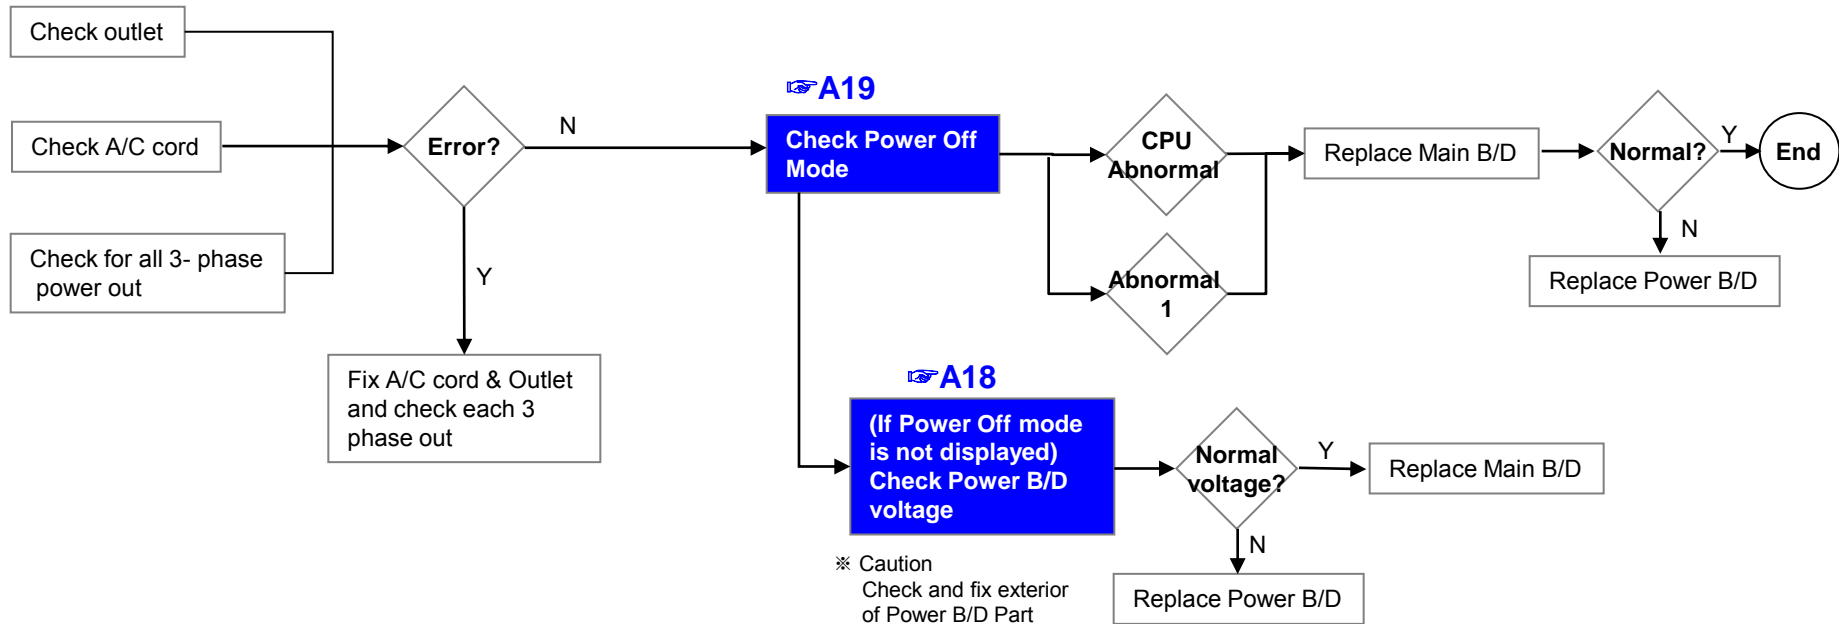 Check outlet
Check A/C cord
Check for all 3- phase
power out
Error?
N
Y
Fix A/C cord & Outlet
and check each 3
phase out
☞A19
Check Power Off
Mode
CPU
Abnormal
Abnormal
1
Replace Main B/D
Normal?
Y
End
N
Replace Power B/D
☞A18
(If Power Off mode
is not displayed)
Check Power B/D
voltage
※ Caution
Check and fix exterior
of Power B/D Part
Normal
voltage?
Y
Replace Main B/D
N
Replace Power B/D